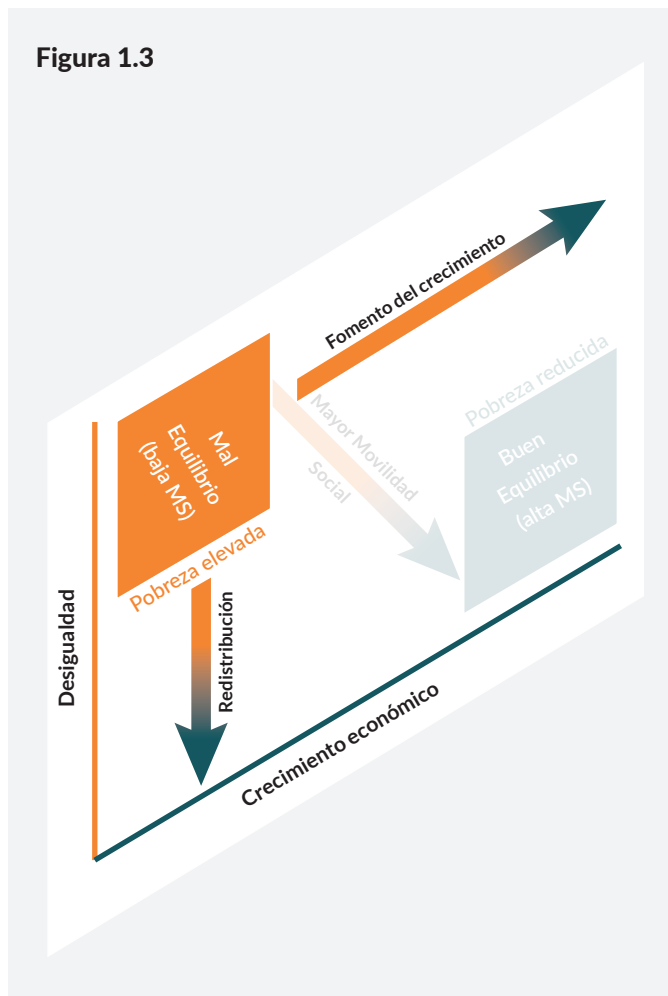 Figura 1.3
Fomento del crecimiento
Pobreza reducida
Mal
Equilibrio
(baja MS)
Mayor Movilidad
Social
Buen
Equilibrio
(alta MS)
Pobreza elevada
Redistribución
Desigualdad
Crecimiento económico